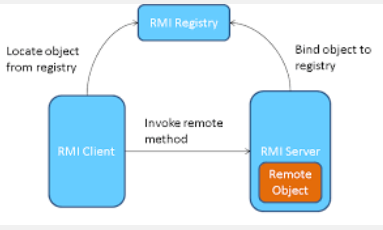 RMI Registry
Locate object
from registry
Bind object to
registry
Invoke remote
method
RMI Client
RMI Server
Remote
Object